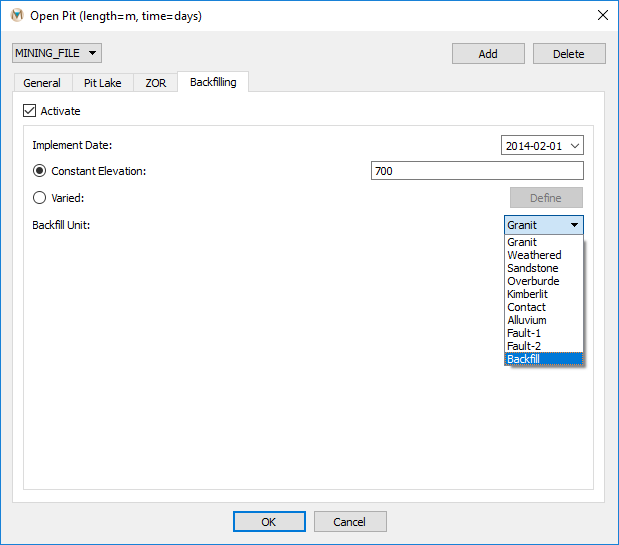 Open Pit (length=m, time=days)
MINING_FILE
Add
Delete
General
Pit Lake
ZOR
Backfilling
Activate
Implement Date:
2014-02-01
Constant Elevation:
700
Varied:
Define
Backfill Unit:
Granit
Granit
Weathered
Sandstone
Overburde
Kimberlit
Contact
Alluvium
Fault-1
Fault-2
Backfill
OK
Cancel